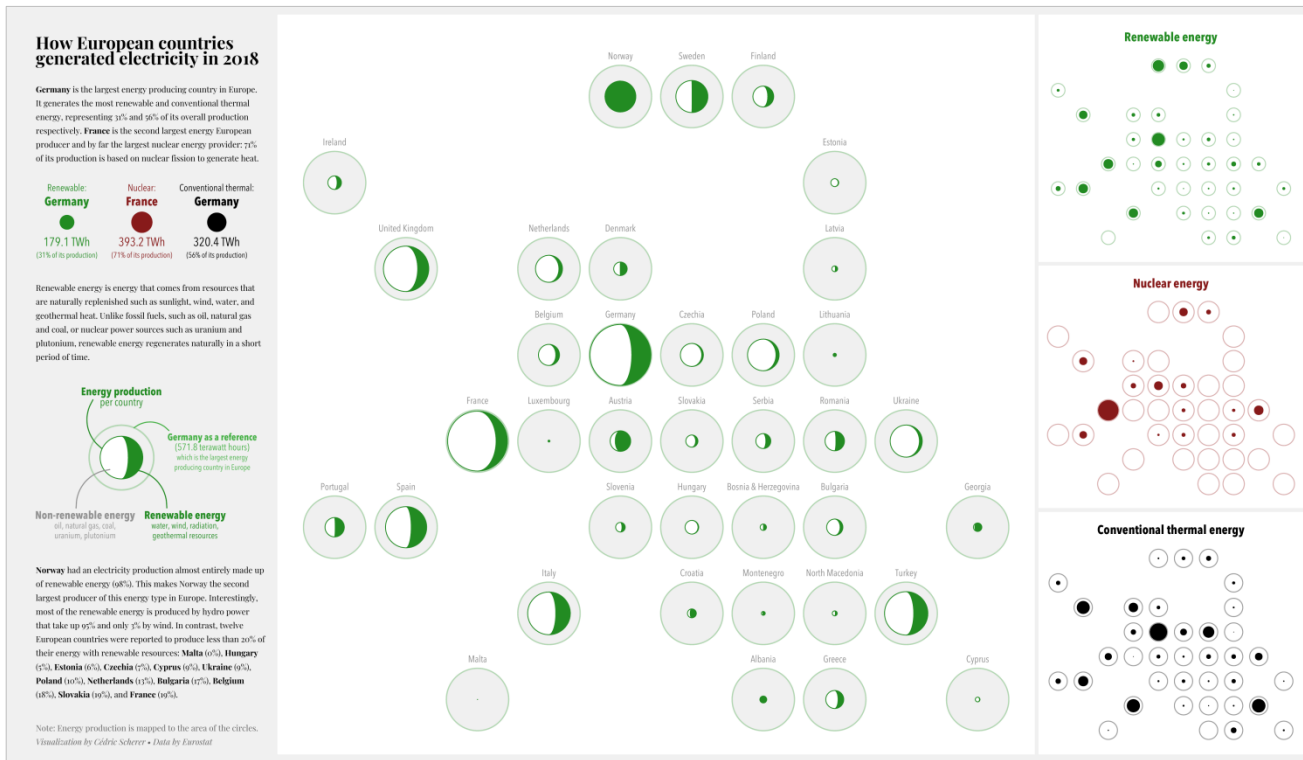 How European countries
generated electricity in 2018
Germany is the largest energy producing country in Europe.
It generates the most renewable and conventional thermal
energy, representing 31% and 56% of its overall production
respectively. France is the second largest energy European
producer and by far the largest nuclear energy provider: 71%
of its production is based on nuclear fission to generate heat.
Renewable: Nuclear: Conventional thermal:
Germany France Germany
179.1 TWh 393.2 TWh 320.4 TWh
(31% of its production) (71% of its production) (56% of its production)
Renewable energy is energy that comes from resources that
are naturally replenished such as sunlight, wind, water, and
geothermal heat. Unlike fossil fuels, such as oil, natural gas
and coal, or nuclear power sources such as uranium and
plutonium, renewable energy regenerates naturally in a short
period of time.
Energy production
per country
Germany as a reference
(571.8 terawatt hours)
which is the largest energy
producing country in Europe
Non-renewable energy
oil, natural gas, coal,
uranium, plutonium
Renewable energy
water, wind, radiation,
geothermal resources
Norway had an electricity production almost entirely made up
of renewable energy (98%). This makes Norway the second
largest producer of this energy type in Europe. Interestingly,
most of the renewable energy is produced by hydro power
that take up 95% and only 3% by wind. In contrast, twelve
European countries were reported to produce less than 20% of
their energy with renewable resources: Malta (0%), Hungary
(5%), Estonia (6%), Czechia (7%), Cyprus (9%), Ukraine (9%),
Poland (10%), Netherlands (13%), Bulgaria (17%), Belgium
(18%), Slovakia (19%), and France (19%).
Note: Energy production is mapped to the area of the circles.
Visualization by Cédric Scherer • Data by Eurostat
Norway Sweden Finland
Ireland Estonia
United Kingdom Netherlands Denmark Latvia
Belgium Germany Czechia Poland Lithuania
France Luxembourg Austria Slovakia Serbia Romania Ukraine
Portugal Spain Slovenia Hungary Bosnia & Herzegovina Bulgaria Georgia
Italy Croatia Montenegro North Macedonia Turkey
Malta Albania Greece Cyprus
Renewable energy
Nuclear energy
Conventional thermal energy